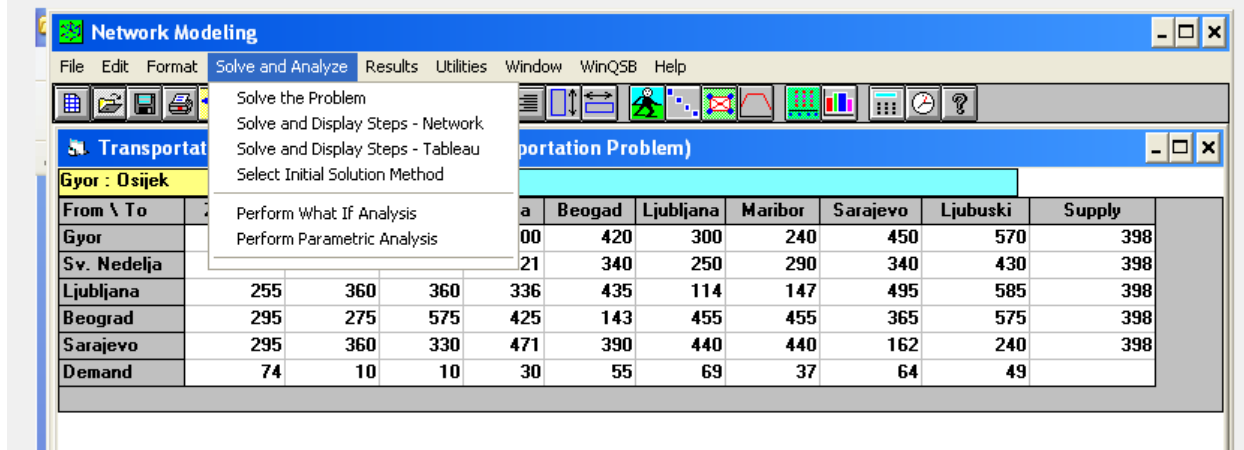 Network Modeling
File Edit Format Solve and Analyze Results Utilities Window WinQSB Help
Solve the Problem
Solve and Display Steps - Network
Solve and Display Steps - Tableau
Select Initial Solution Method
Perform What If Analysis
Perform Parametric Analysis
Transportat portation Problem)
Gyor : Osijek
From \ To a Beogad Ljubljana Maribor Sarajevo Ljubuski Supply
Gyor 00 420 300 240 450 570 398
Sv. Nedelja 21 340 250 290 340 430 398
Ljubljana 255 360 360 336 435 114 147 495 585 398
Beograd 295 275 575 425 143 455 455 365 575 398
Sarajevo 295 360 330 471 390 440 440 162 240 398
Demand 74 10 10 30 55 69 37 64 49